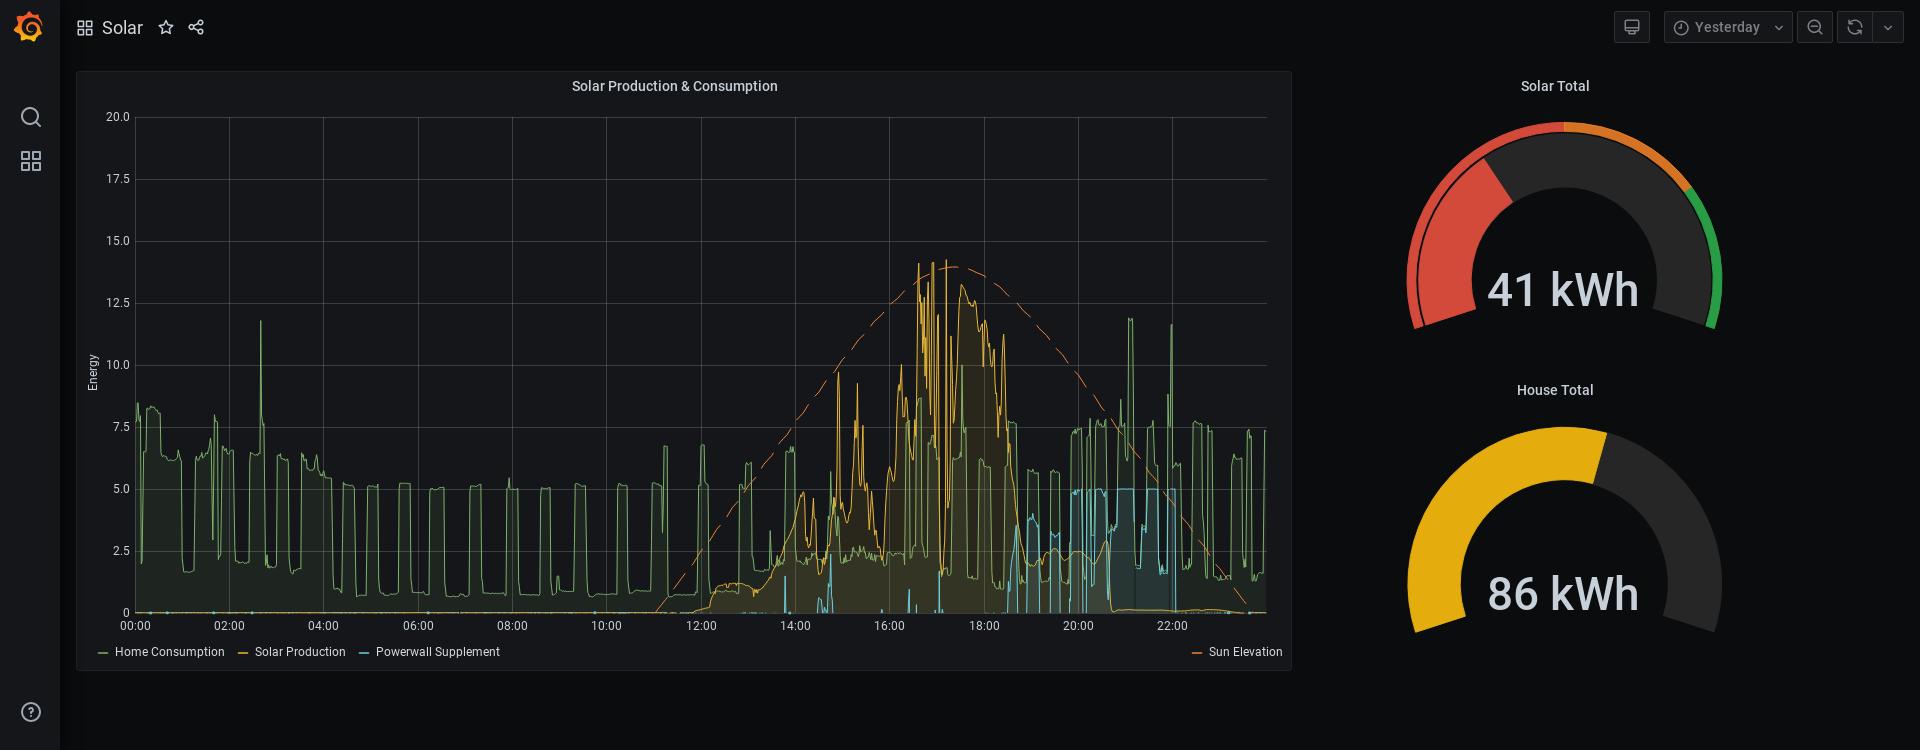 Solar
Yesterday
Solar Production & Consumption
Energy
20.0
17.5
15.0
12.5
10.0
7.5
5.0
2.5
0
00:00 02:00 04:00 06:00 08:00 10:00 12:00 14:00 16:00 18:00 20:00 22:00
Home Consumption Solar Production Powerwall Supplement Sun Elevation
Solar Total
41 kWh
House Total
86 kWh